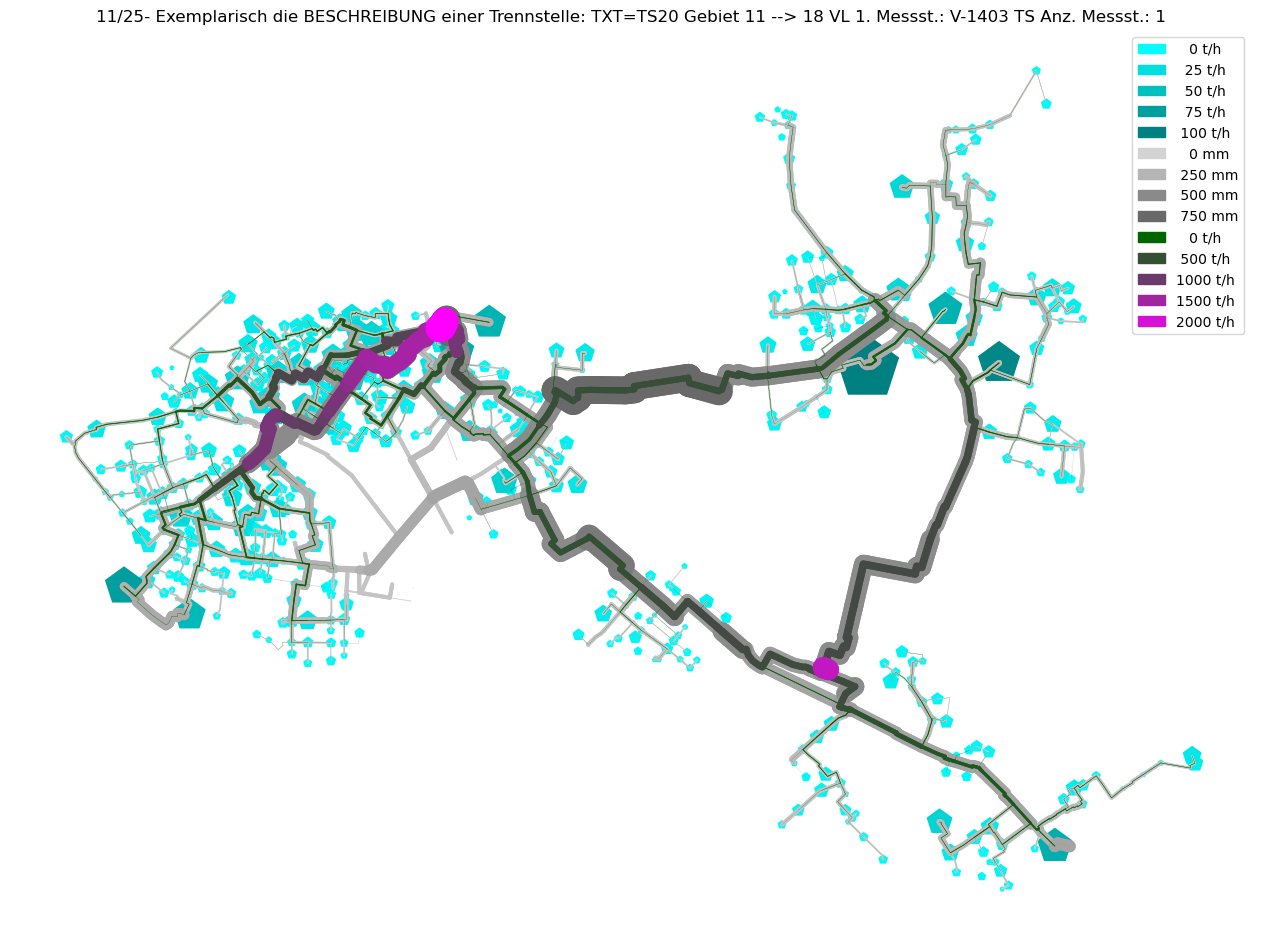 11/25- Exemplarisch die BESCHREIBUNG einer Trennstelle: TXT=TS20 Gebiet 11 --> 18 VL 1. Messst.: V-1403 TS Anz. Messst.: 1
0 t/h
25 t/h
50 t/h
75 t/h
100 t/h
0 mm
250 mm
500 mm
750 mm
0 t/h
500 t/h
1000 t/h
1500 t/h
2000 t/h